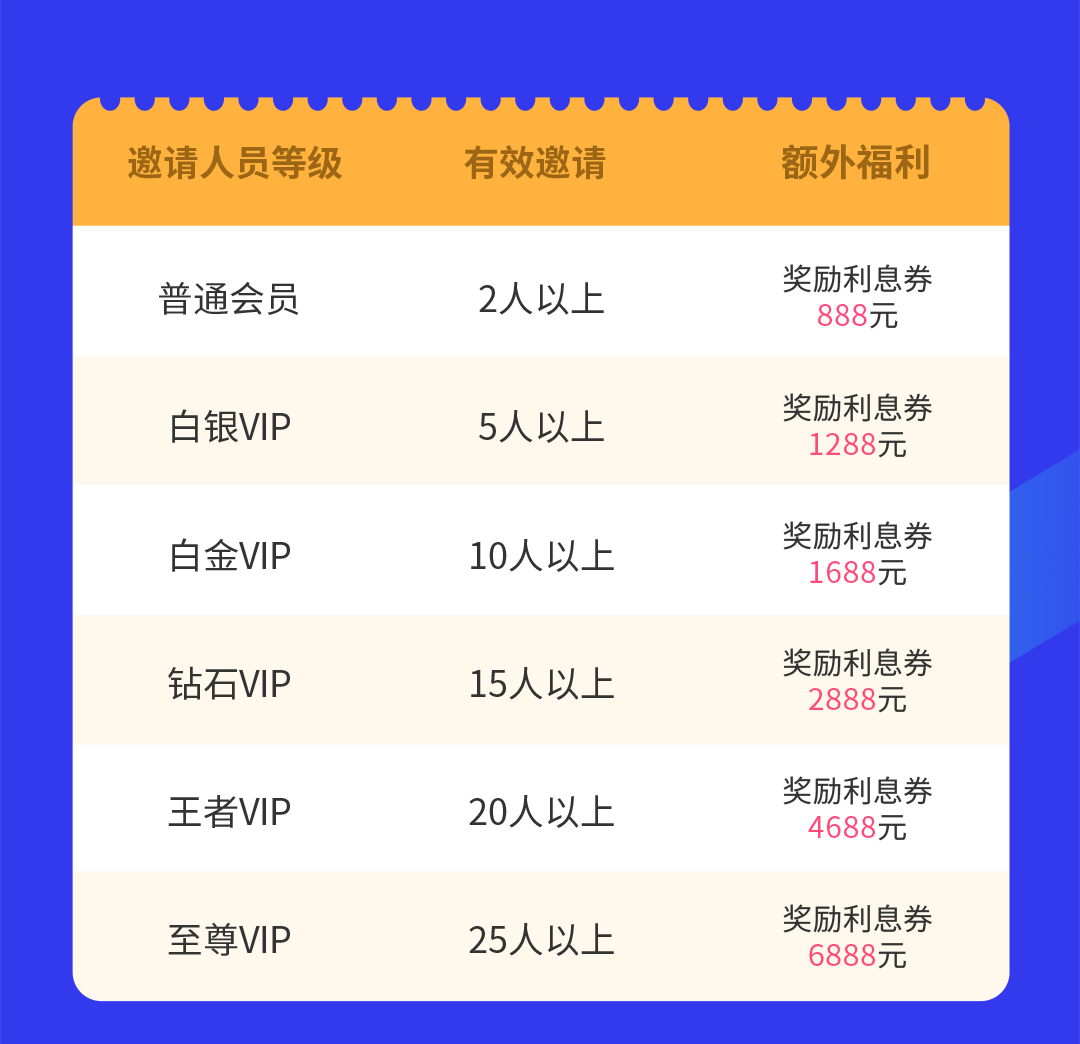 邀请人员等级 有效邀请 额外福利
普通会员 2人以上 奖励利息券
888元
白银VIP 5人以上 奖励利息券
1288元
白金VIP 10人以上 奖励利息券
1688元
钻石VIP 15人以上 奖励利息券
2888元
王者VIP 20人以上 奖励利息券
4688元
至尊VIP 25人以上 奖励利息券
6888元